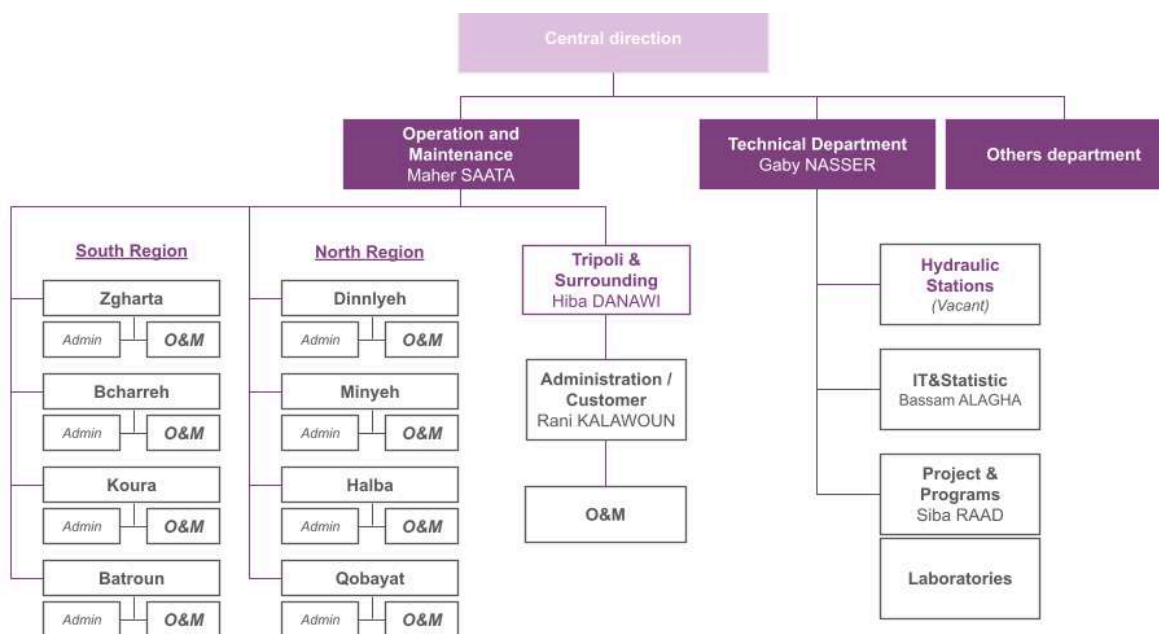 Central direction
Operation and
Maintenance
Maher SAATA
Technical Department
Gaby NASSER
Others department
South Region
Zgharta
Admin
O&M
Bcharreh
Admin
O&M
Koura
Admin
O&M
Batroun
Admin
O&M
North Region
Dinnlyeh
Admin
O&M
Minyeh
Admin
O&M
Halba
Admin
O&M
Qobayat
Admin
O&M
Tripoli &
Surrounding
Hiba DANAWI
Administration /
Customer
Rani KALAWOUN
O&M
Hydraulic
Stations
(Vacant)
IT&Statistic
Bassam ALAGHA
Project &
Programs
Siba RAAD
Laboratories